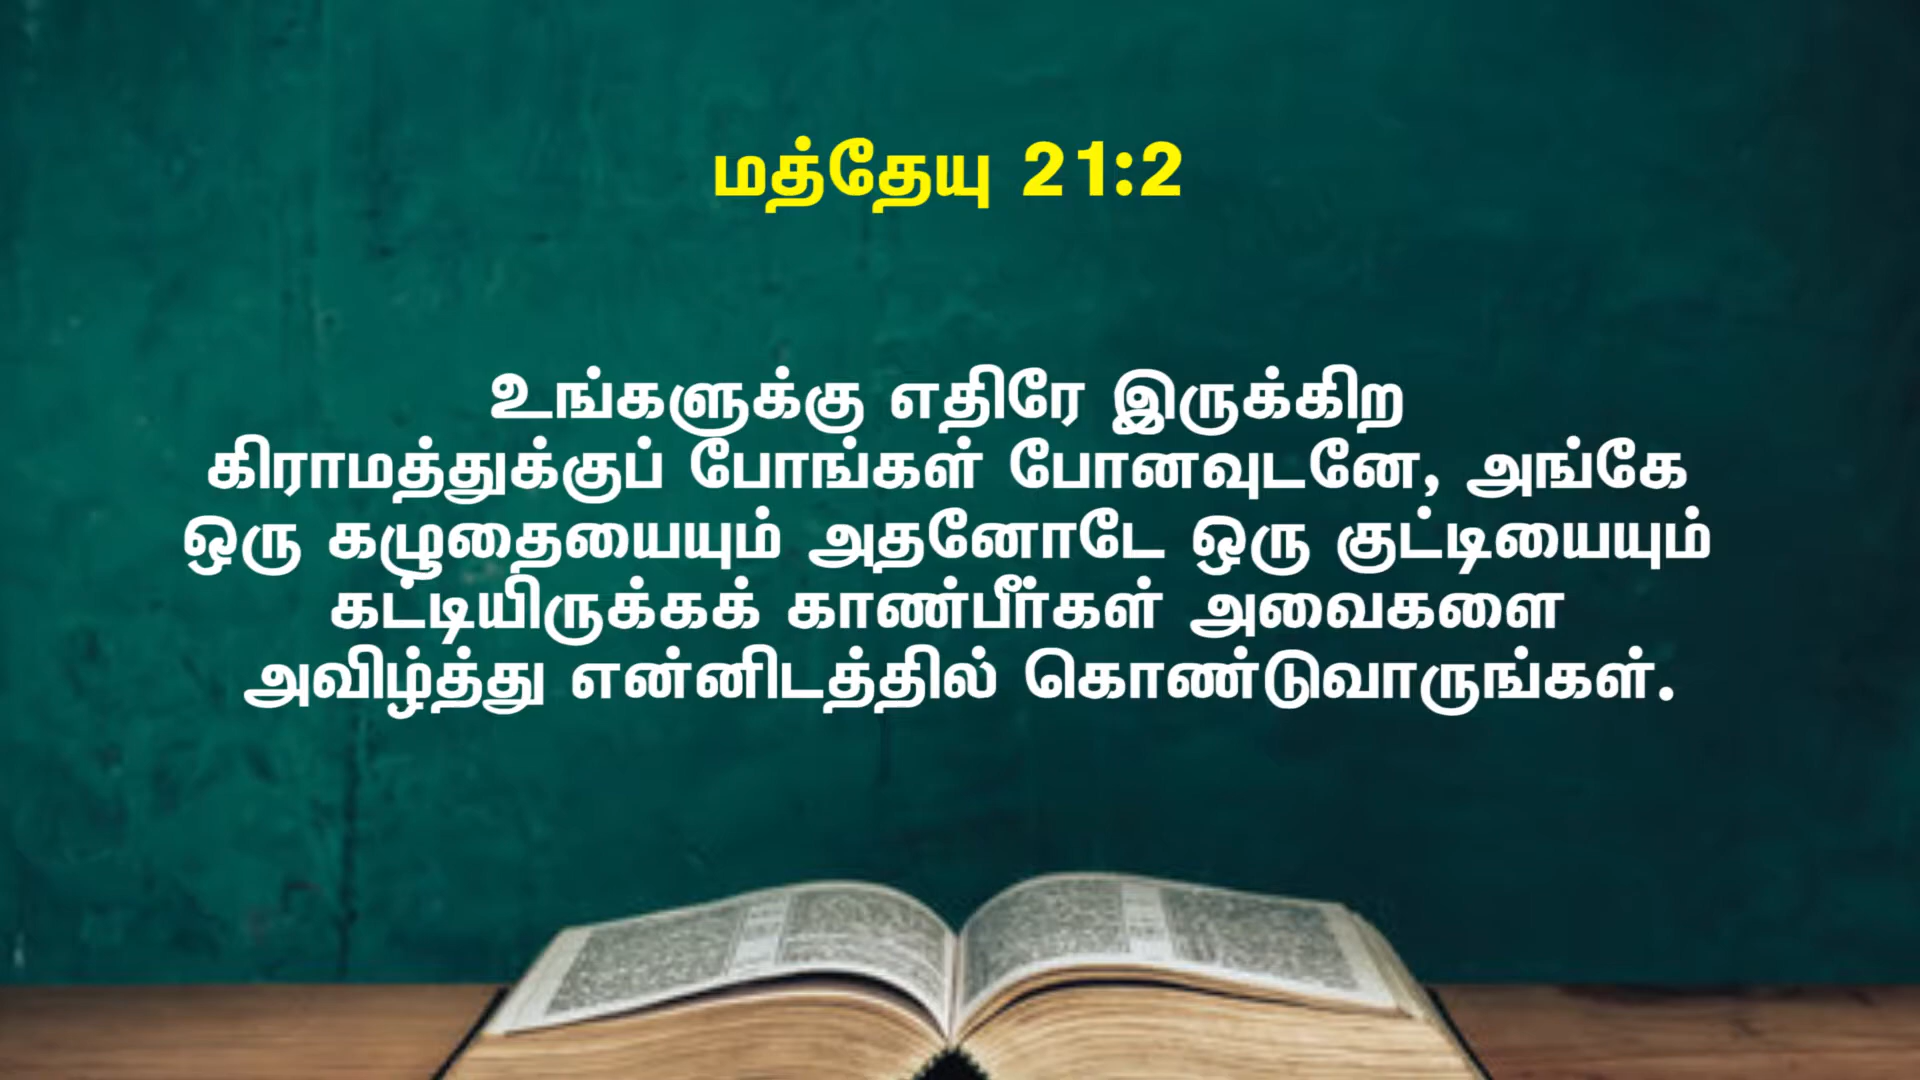 மத்தேயு 21:2
உங்களுக்கு எதிரே இருக்கிற
கிராமத்துக்குப் போங்கள் போனவுடனே, அங்கே
ஒரு கழுதையையும் அதனோடே ஒரு குட்டியையும்
கட்டியிருக்கக் காண்பீர்கள் அவைகளை
அவிழ்த்து என்னிடத்தில் கொண்டுவாருங்கள்.